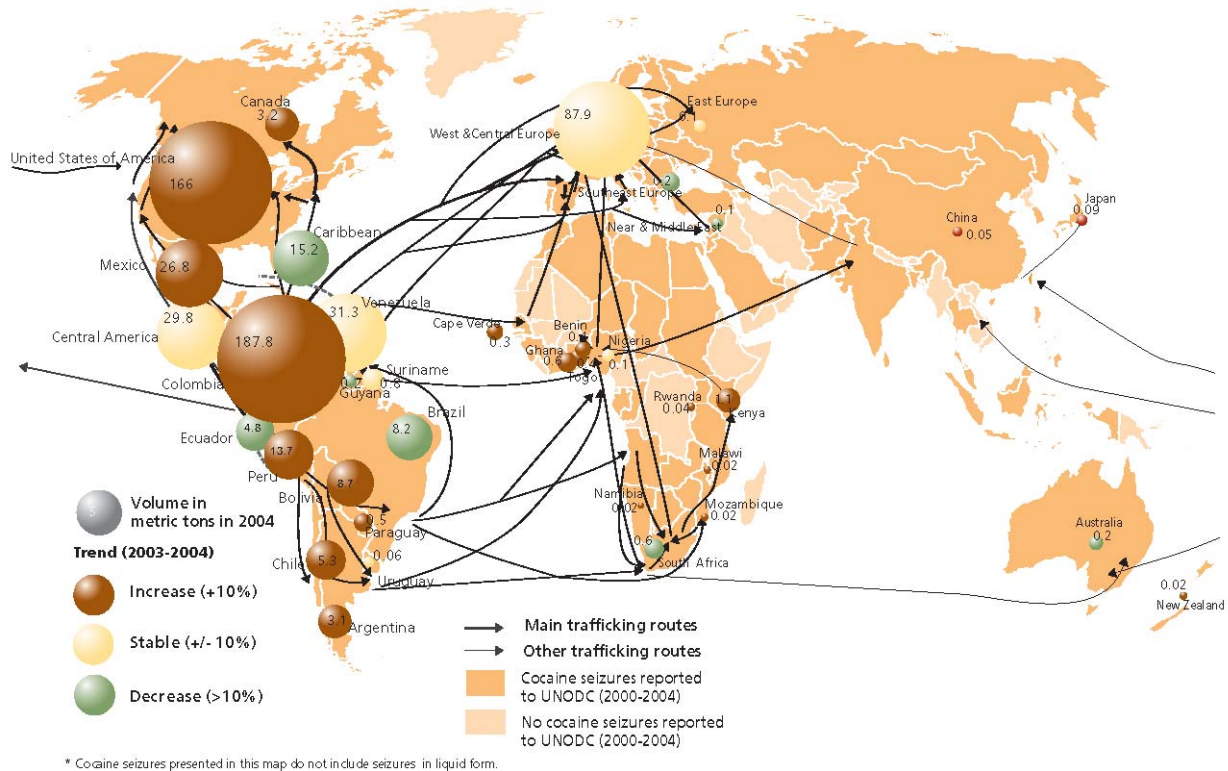 Canada
3.2
United States of America
166
87.9
West &Central Europe
East Europe
0.1
0.2
Southeast Europe
0.1
Near & Middle East
Japan
0.09
China
0.05
Caribbean
15.2
Mexico
26.8
Venezuela
31.3
29.8
Central America
187.8
Colombia
Cape Verde
0.3
Benin
Ghana
0.6
0.4
Togo
Nigeria
0.1
Suriname
0.8
0.2
Guyana
Rwanda
0.04
1.1
Kenya
Brazil
8.2
Ecuador
4.8
13.7
Peru
8.7
Bolivia
0.5
Paraguay
0.06
Malawi
0.02
Namibia
0.02
Mozambique
0.02
0.6
South Africa
Australia
0.2
0.02
New Zealand
5.3
Chile
Uruguay
3.1
Argentina
Volume in
metric tons in 2004
Trend (2003-2004)
Increase (+10%)
Stable (+/- 10%)
Decrease (>10%)
Main trafficking routes
Other trafficking routes
Cocaine seizures reported
to UNODC (2000-2004)
No cocaine seizures reported
to UNODC (2000-2004)
* Cocaine seizures presented in this map do not include seizures in liquid form.